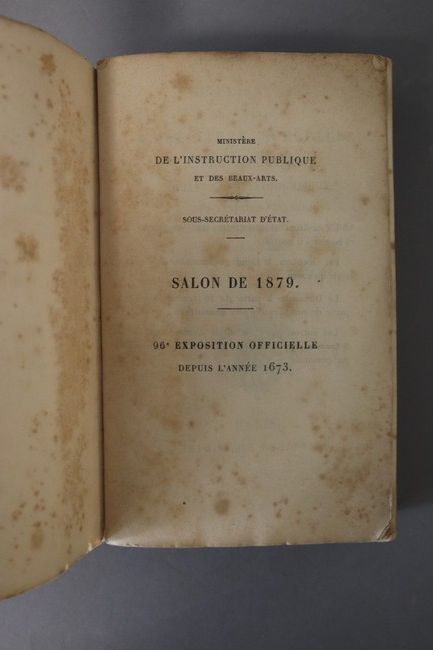 MINISTÈRE
DE L'INSTRUCTION PUBLIQUE
ET DES BEAUX-ARTS.
SOUS-SECRÉTARIAT D'ÉTAT.
SALON DE 1879.
96e EXPOSITION OFFICIELLE
DEPUIS L'ANNÉE 1673.